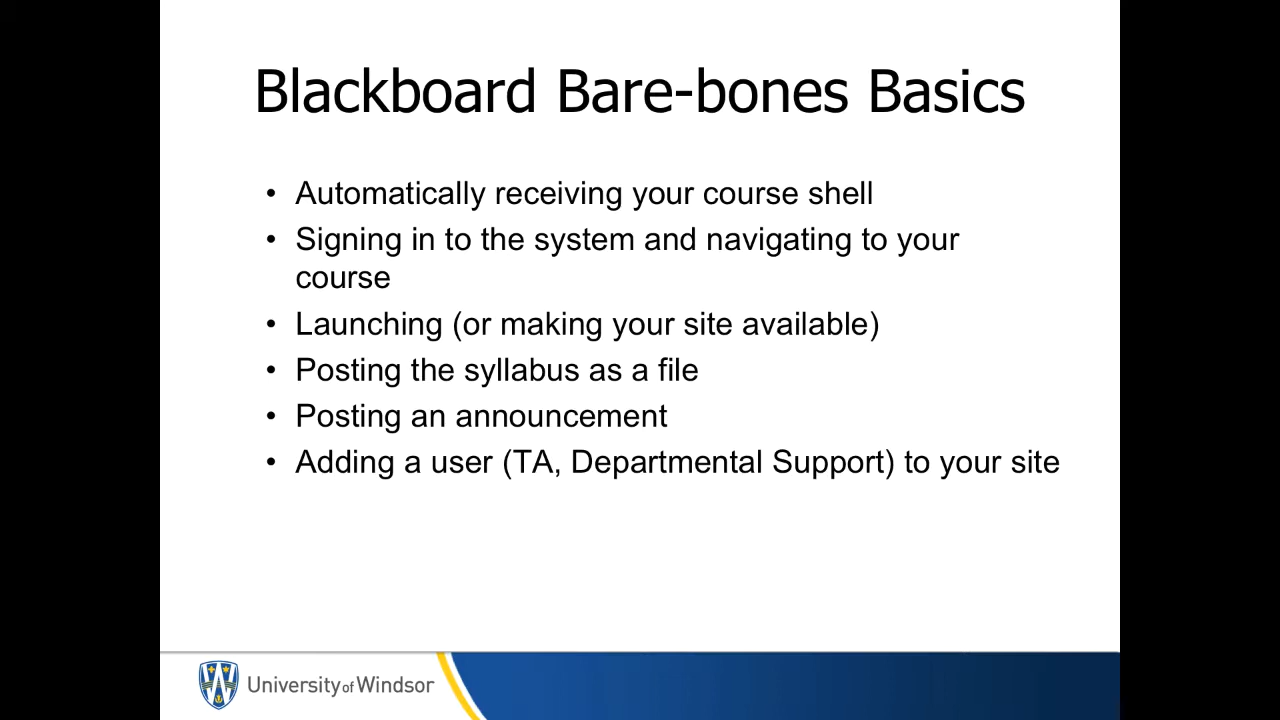 Blackboard Bare-bones Basics
• Automatically receiving your course shell
• Signing in to the system and navigating to your
course
• Launching (or making your site available)
• Posting the syllabus as a file
• Posting an announcement
• Adding a user (TA, Departmental Support) to your site
University of Windsor